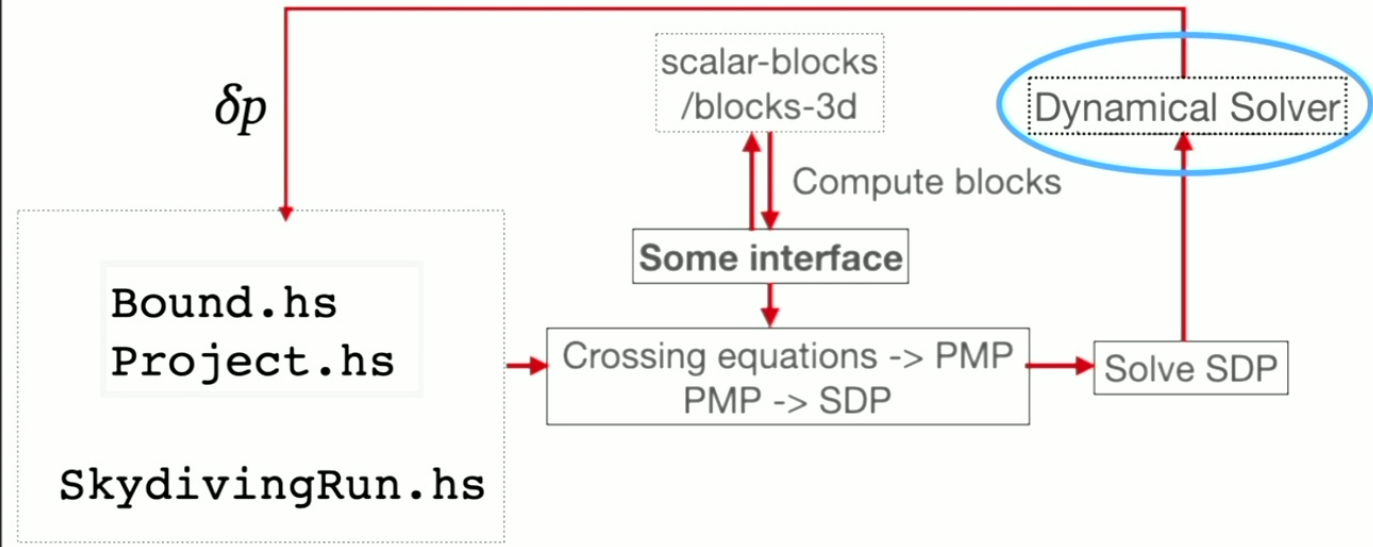 δp
scalar-blocks
/blocks-3d
Dynamical Solver
Compute blocks
Some interface
Bound.hs
Project.hs
SkydivingRun.hs
Crossing equations -> PMP
PMP -> SDP
Solve SDP